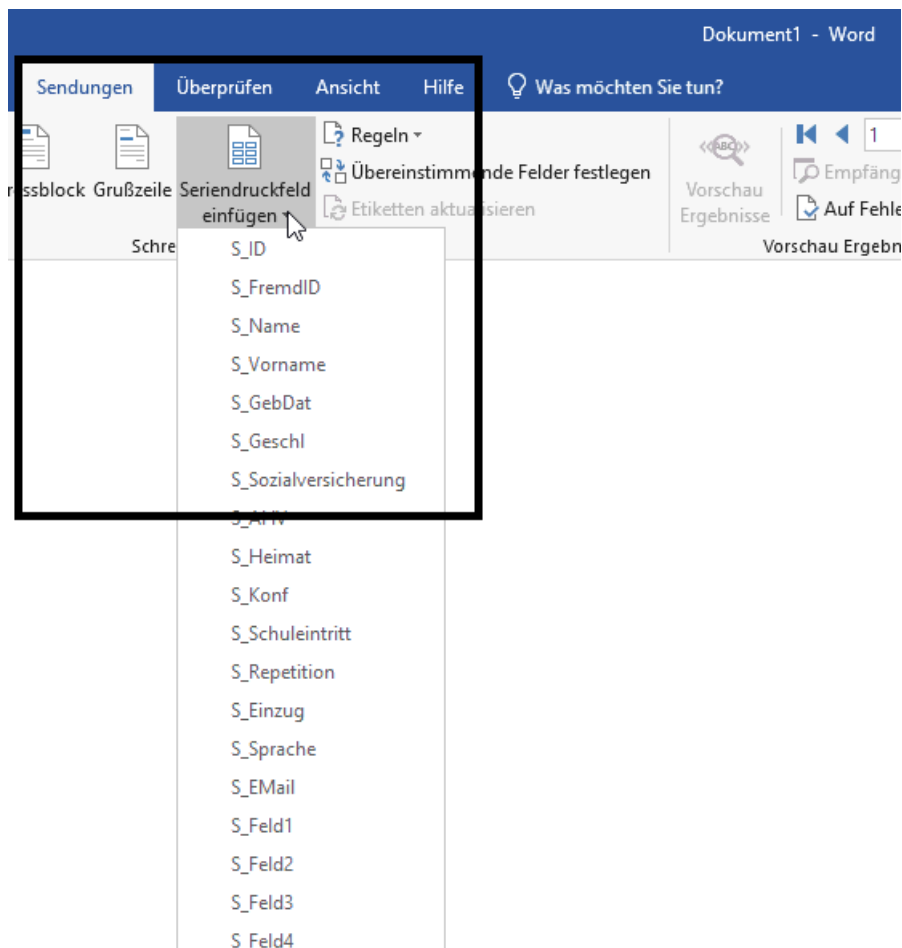 Dokument1 - Word
Sendungen Überprüfen Ansicht Hilfe Was möchten Sie tun?
Regeln
Übereinstimmende Felder festlegen
Etiketten aktualisieren
Grußzeile
Seriendruckfeld
einfügen
ABC
Vorschau
Ergebnisse
1
Empfäng
Auf Fehle
Schre
Vorschau Ergebn
S_ID
S_FremdID
S_Name
S_Vorname
S_GebDat
S_Geschl
S_Sozialversicherung
S_AHV
S_Heimat
S_Konf
S_Schuleintritt
S_Repetition
S_Einzug
S_Sprache
S_EMail
S_Feld1
S_Feld2
S_Feld3
S_Feld4